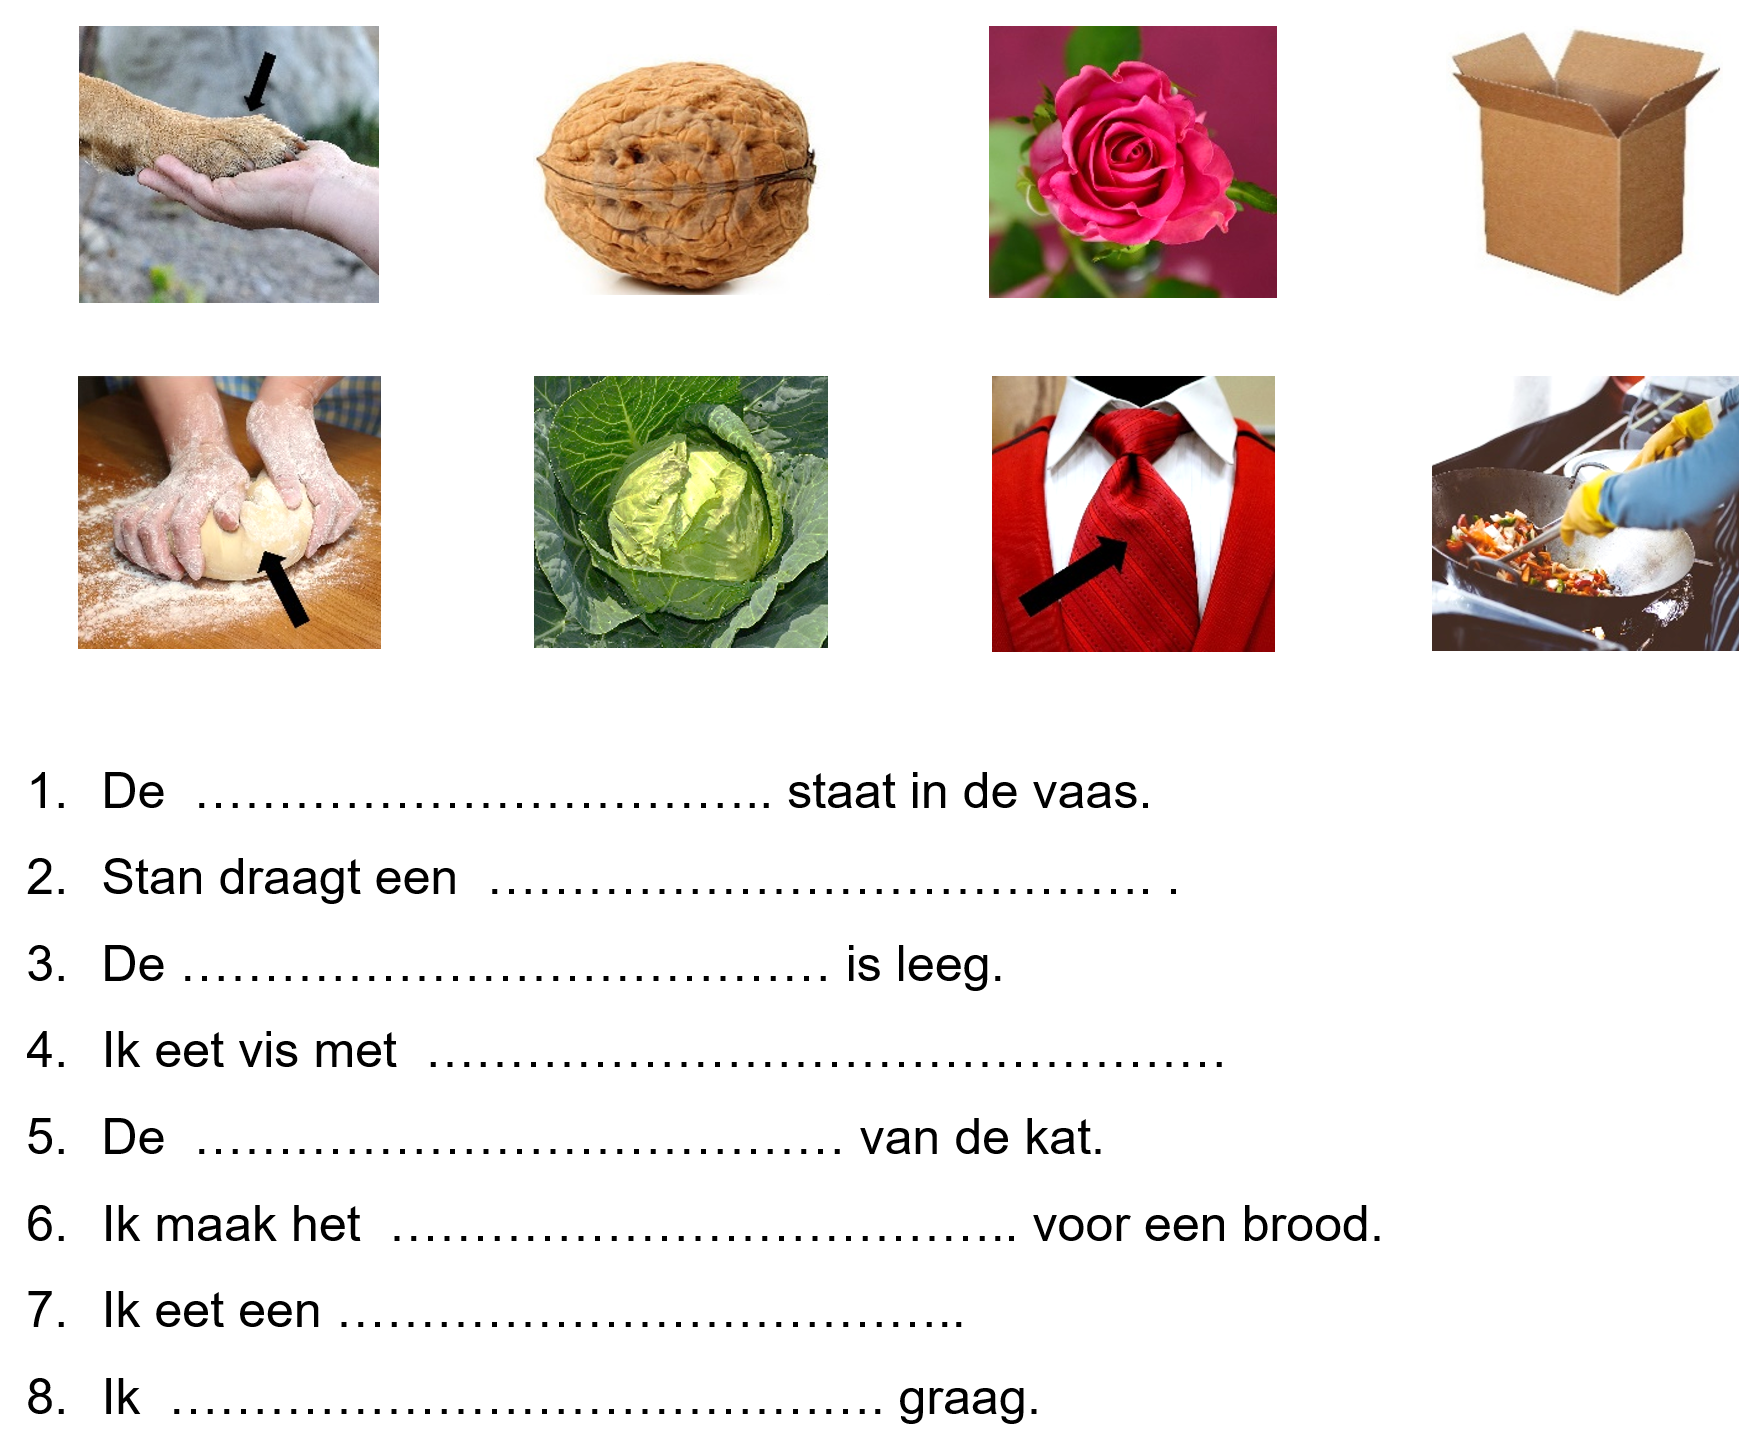 1. De ……………………………….. staat in de vaas.
2. Stan draagt een …………………………………. .
3. De ………………………………… is leeg.
4. Ik eet vis met …………………………………………
5. De ………………………………… van de kat.
6. Ik maak het ……………………………….. voor een brood.
7. Ik eet een ………………………………..
8. Ik ……………………………………. graag.